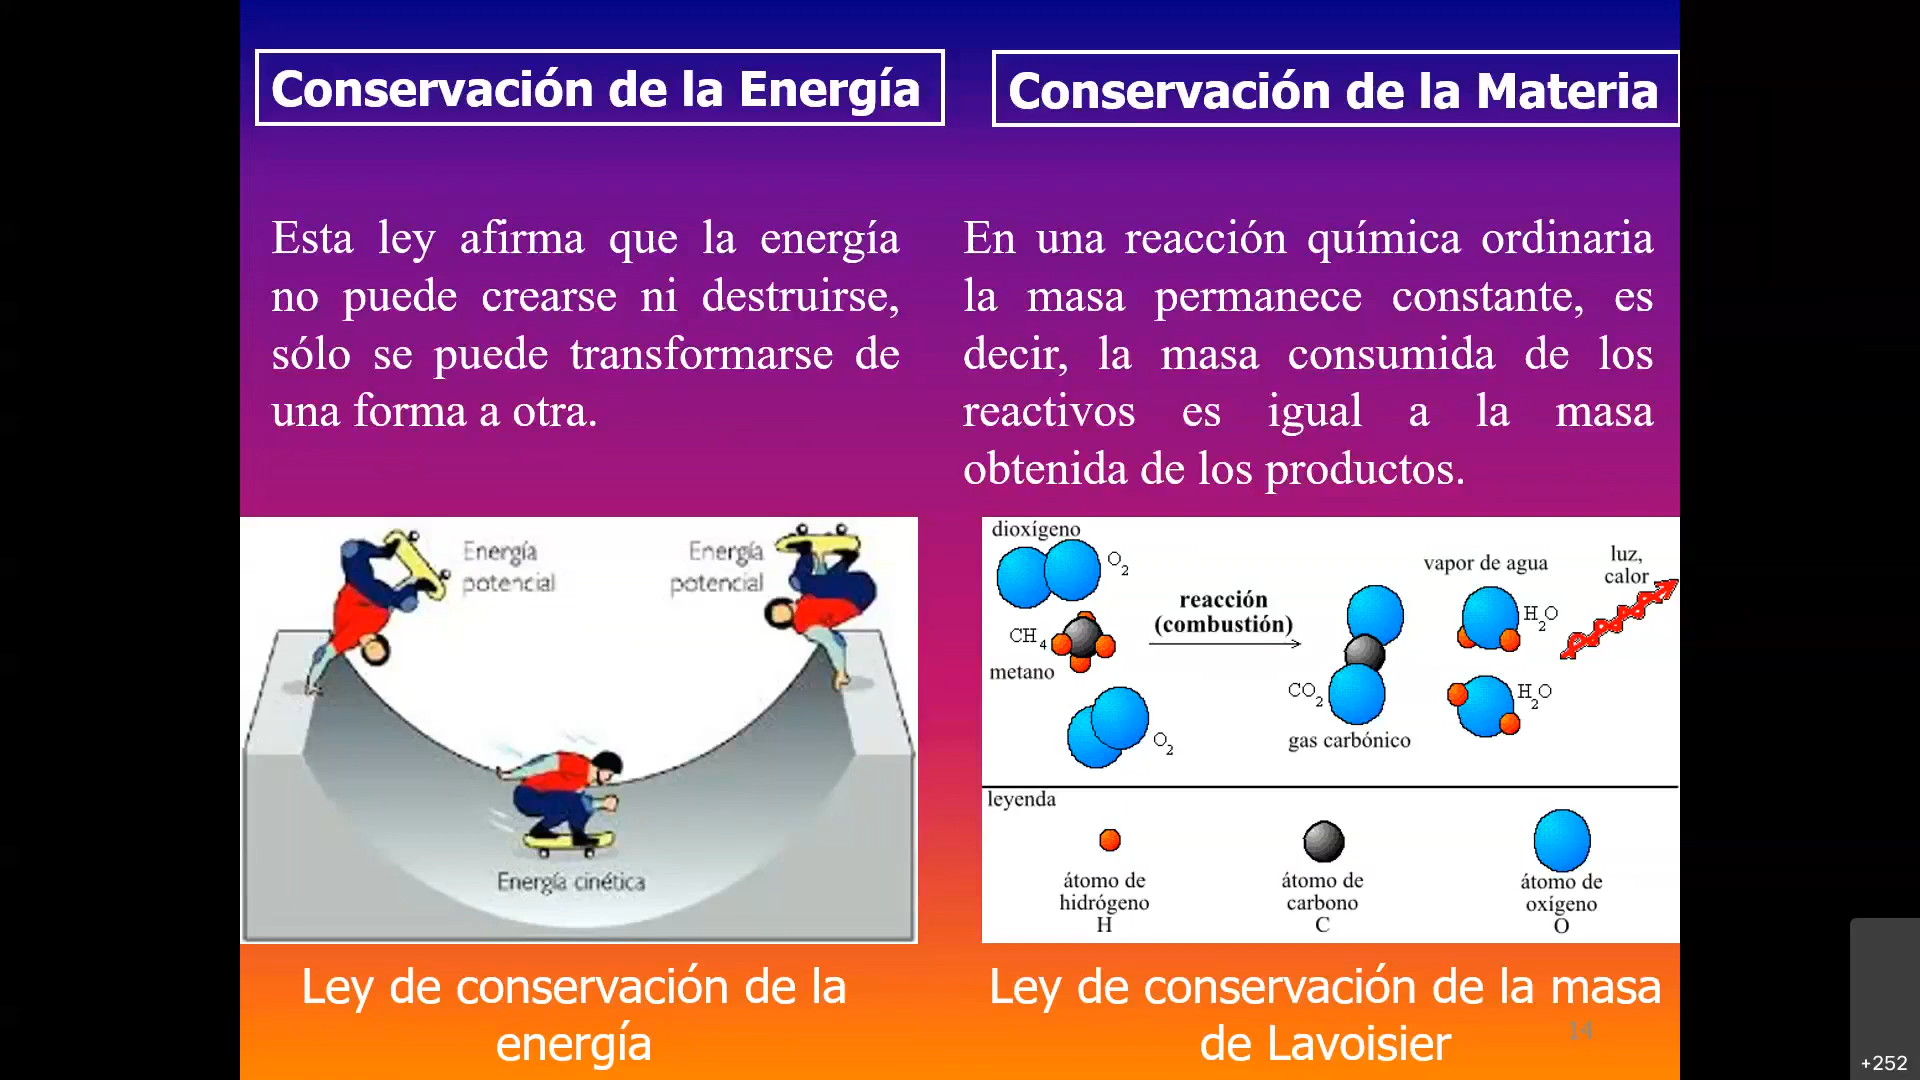 Conservación de la Energía
Esta ley afirma que la energía
no puede crearse ni destruirse,
sólo se puede transformarse de
una forma a otra.
Energía
potencial
Energía
potencial
Energía cinética
Ley de conservación de la
energía
Conservación de la Materia
En una reacción química ordinaria
la masa permanece constante, es
decir, la masa consumida de los
reactivos es igual a la masa
obtenida de los productos.
dioxígeno
O2
CH4
metano
O2
reacción
(combustión)
CO2
gas carbónico
vapor de agua
H2O
H2O
luz,
calor
leyenda
átomo de
hidrógeno
H
átomo de
carbono
C
átomo de
oxígeno
O
Ley de conservación de la masa
de Lavoisier
14
+252